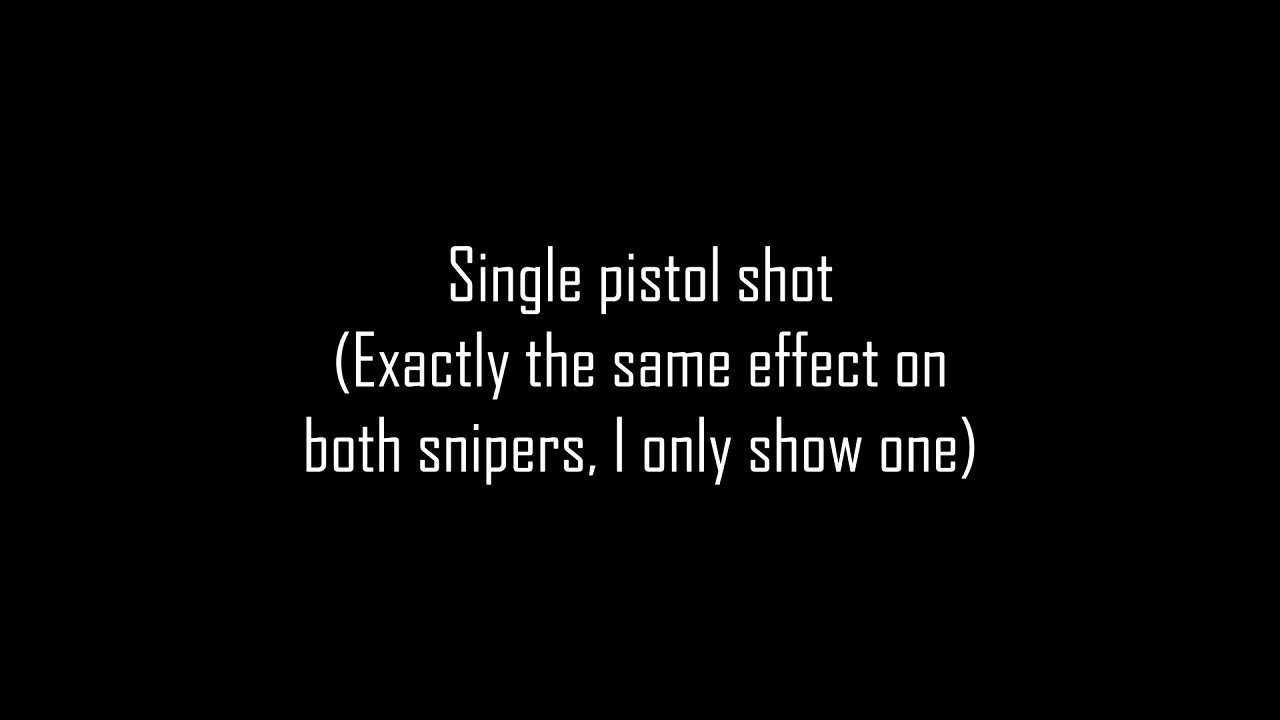 Single pistol shot
(Exactly the same effect on
both snipers, I only show one)